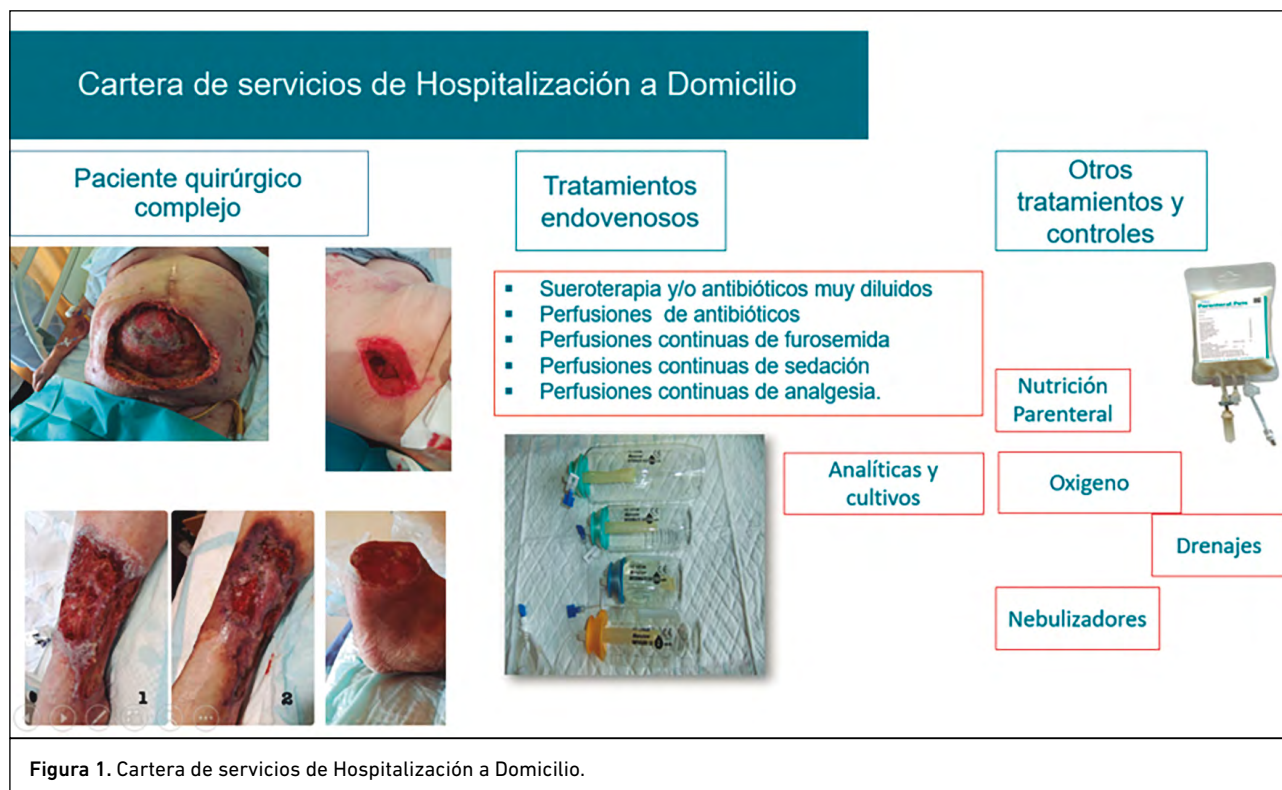 Cartera de servicios de Hospitalización a Domicilio
Paciente quirúrgico
complejo
Tratamientos
endovenosos
Otros
tratamientos y
controles
▪ Sueroterapia y/o antibióticos muy diluidos
▪ Perfusiones de antibióticos
▪ Perfusiones continuas de furosemida
▪ Perfusiones continuas de sedación
▪ Perfusiones continuas de analgesia.
Nutrición
Parenteral
Analíticas y
cultivos
Oxigeno
Drenajes
Nebulizadores
1
2
Figura 1. Cartera de servicios de Hospitalización a Domicilio.